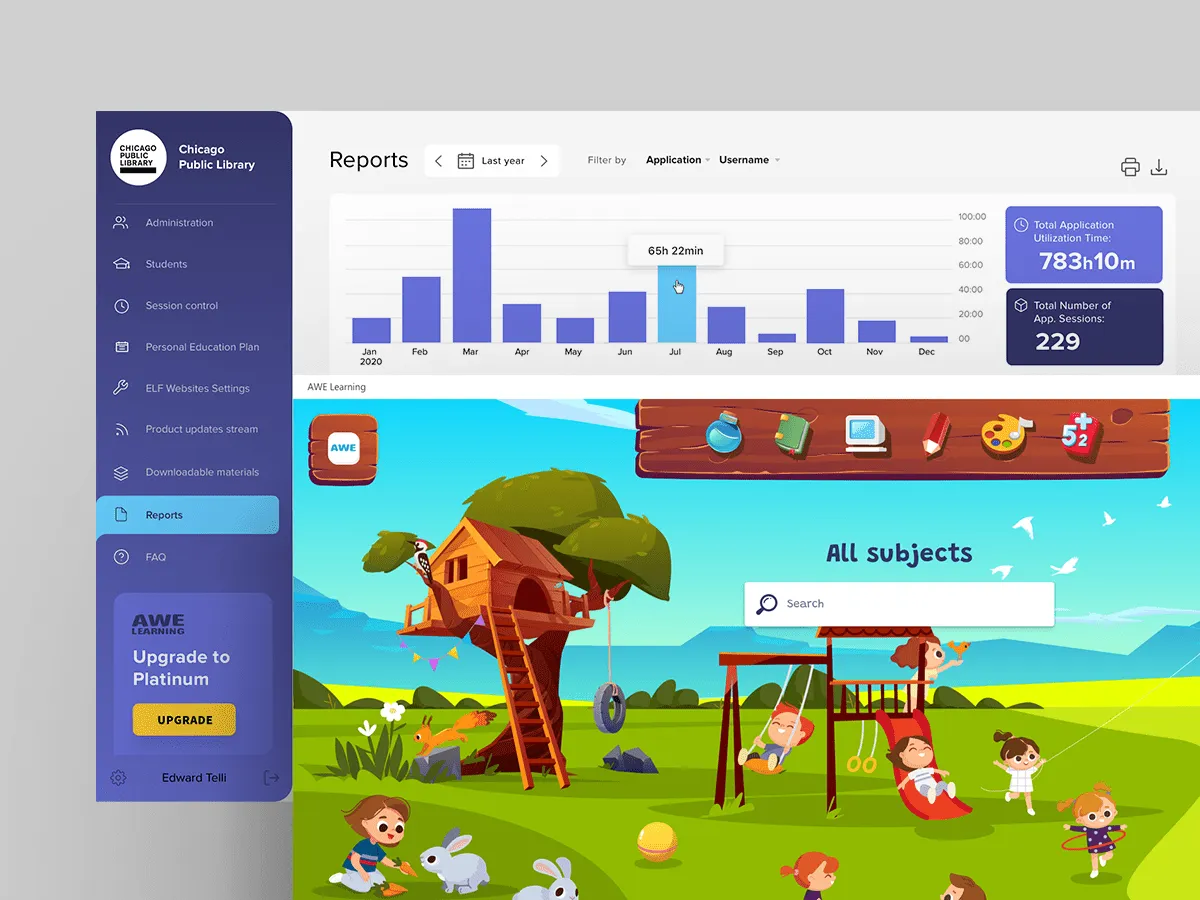 CHICAGO
PUBLIC
LIBRARY
Chicago
Public Library
Administration
Students
Session control
Personal Education Plan
ELF Websites Settings
Product updates stream
Downloadable materials
Reports
FAQ
AWE
LEARNING
Upgrade to
Platinum
UPGRADE
Edward Telli
Reports
Last year
Filter by
Application
Username
65h 22min
100:00
80:00
60:00
40:00
20:00
00
Jan Feb Mar Apr May Jun Jul Aug Sep Oct Nov Dec
2020
Total Application
Utilization Time:
783h10m
Total Number of
App. Sessions:
229
AWE Learning
AWE
5+2
All subjects
Search